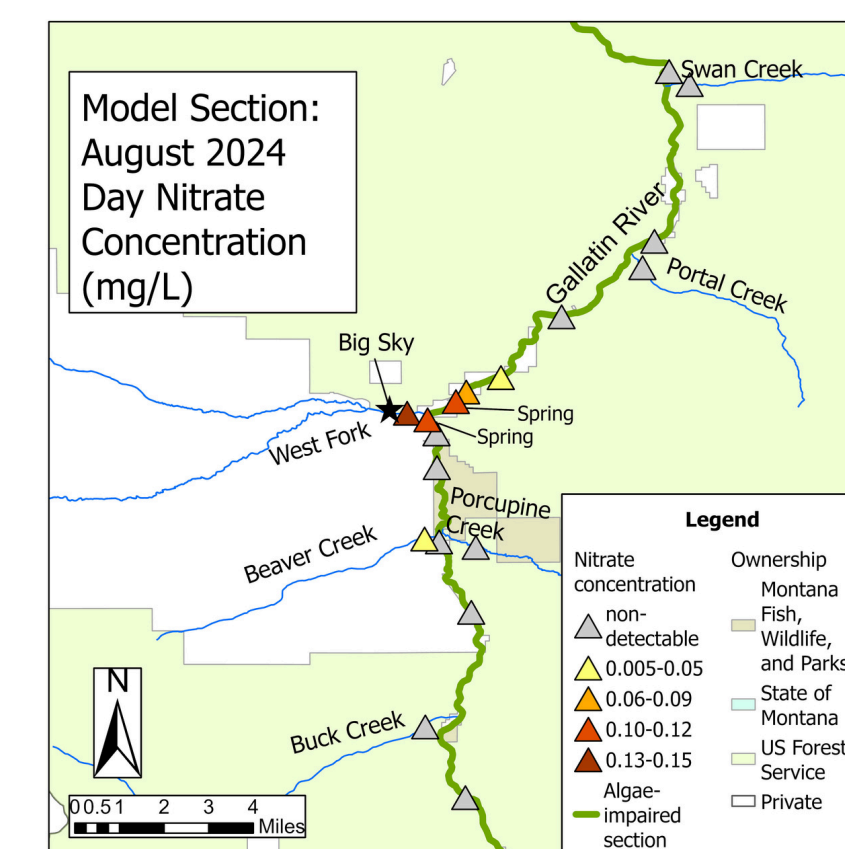 Model Section:
August 2024
Day Nitrate
Concentration
(mg/L)
Swan Creek
Gallatin River
Portal Creek
Big Sky
Spring
Spring
West Fork
Porcupine
Creek
Beaver Creek
Buck Creek
N
0 0.5 1 2 3 4
Miles
Legend
Nitrate
concentration
non-
detectable
0.005-0.05
0.06-0.09
0.10-0.12
0.13-0.15
Algae-
impaired
section
Ownership
Montana
Fish,
Wildlife,
and Parks
State of
Montana
US Forest
Service
Private